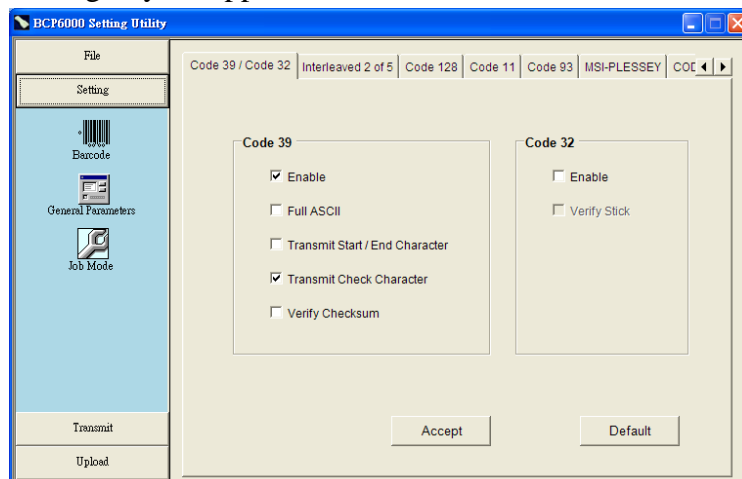 BCP6000 Setting Utility
File
Setting
Barcode
General Parameters
Job Mode
Transmit
Upload
Code 39 / Code 32 Interleaved 2 of 5 Code 128 Code 11 Code 93 MSI-PLESSEY
Code 39
Enable
Full ASCII
Transmit Start / End Character
Transmit Check Character
Verify Checksum
Code 32
Enable
Verify Stick
Accept Default